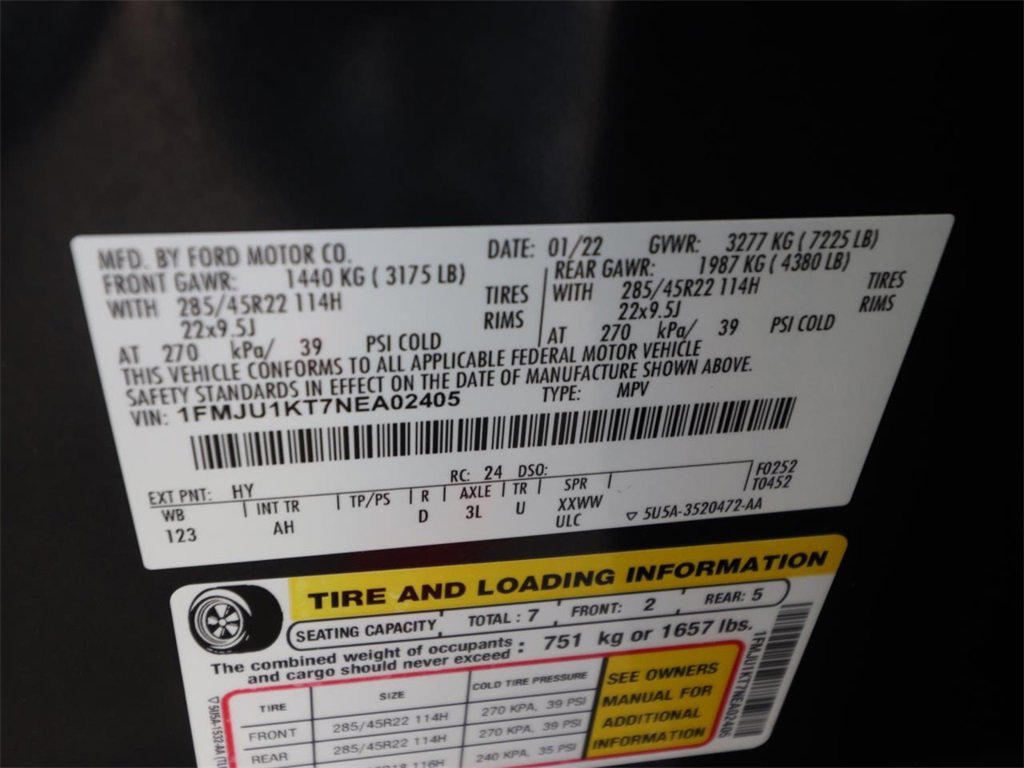 MFD. BY FORD MOTOR CO. DATE: 01/22 GVWR: 3277 KG ( 7225 LB)
FRONT GAWR: 1440 KG ( 3175 LB) REAR GAWR: 1987 KG ( 4380 LB)
WITH 285/45R22 114H TIRES WITH 285/45R22 114H TIRES
22x9.5J RIMS 22x9.5J RIMS
AT 270 kPa/ 39 PSI COLD AT 270 kPa/ 39 PSI COLD
THIS VEHICLE CONFORMS TO ALL APPLICABLE FEDERAL MOTOR VEHICLE
SAFETY STANDARDS IN EFFECT ON THE DATE OF MANUFACTURE SHOWN ABOVE.
VIN: 1FMJU1KT7NEA02405 TYPE: MPV
EXT PNT: HY RC: 24 DSO: F0252
WB INT TR TP/PS R AXLE TR SPR T0452
123 AH D 3L U XXWW
ULC ▽ 5U5A-3520472-AA
TIRE AND LOADING INFORMATION
SEATING CAPACITY TOTAL : 7 FRONT: 2 REAR: 5
The combined weight of occupants : 751 kg or 1657 lbs.
and cargo should never exceed
TIRE SIZE COLD TIRE PRESSURE
FRONT 285/45R22 114H 270 KPA, 39 PSI
REAR 285/45R22 114H 270 KPA, 39 PSI
240 KPA, 35 PSI
SEE OWNERS
MANUAL FOR
ADDITIONAL
INFORMATION